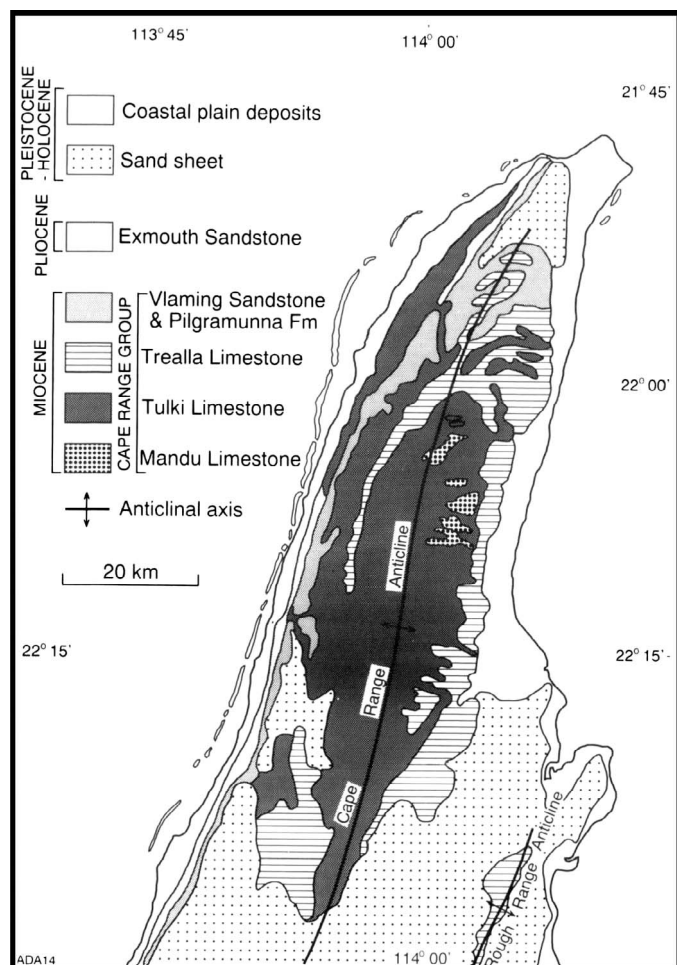 113° 45'
114° 00'
21° 45'
PLEISTOCENE
- HOLOCENE
Coastal plain deposits
Sand sheet
PLIOCENE
Exmouth Sandstone
MIOCENE
CAPE RANGE GROUP
Vlaming Sandstone
& Pilgramunna Fm
Trealla Limestone
Tulki Limestone
Mandu Limestone
Anticlinal axis
20 km
22° 00'
22° 15'
22° 15'
Cape Range Anticline
Rough Range Anticline
114° 00'
ADA14